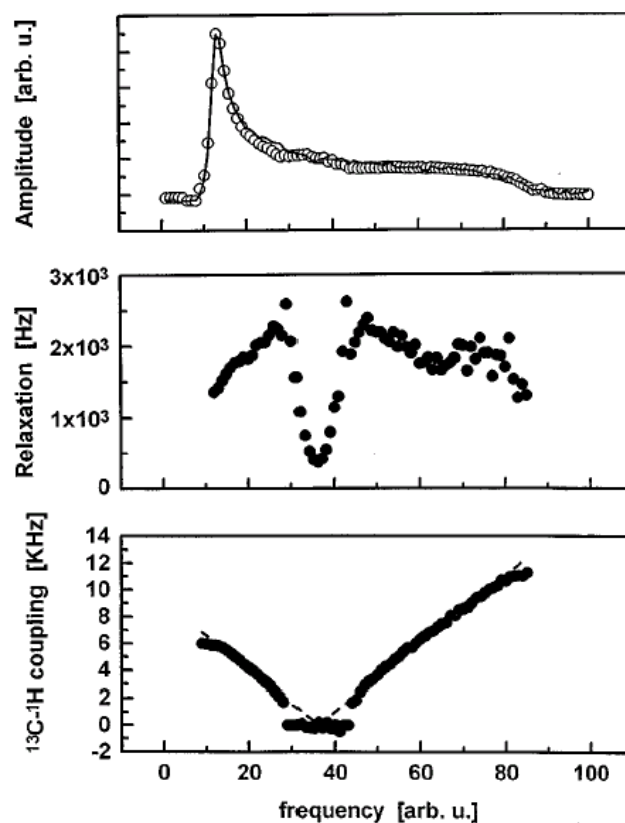 Amplitude [arb. u.]
3x10³
2x10³
1x10³
0
Relaxation [Hz]
14
12
10
8
6
4
2
0
-2
¹³C-¹H coupling [KHz]
0 20 40 60 80 100
frequency [arb. u.]